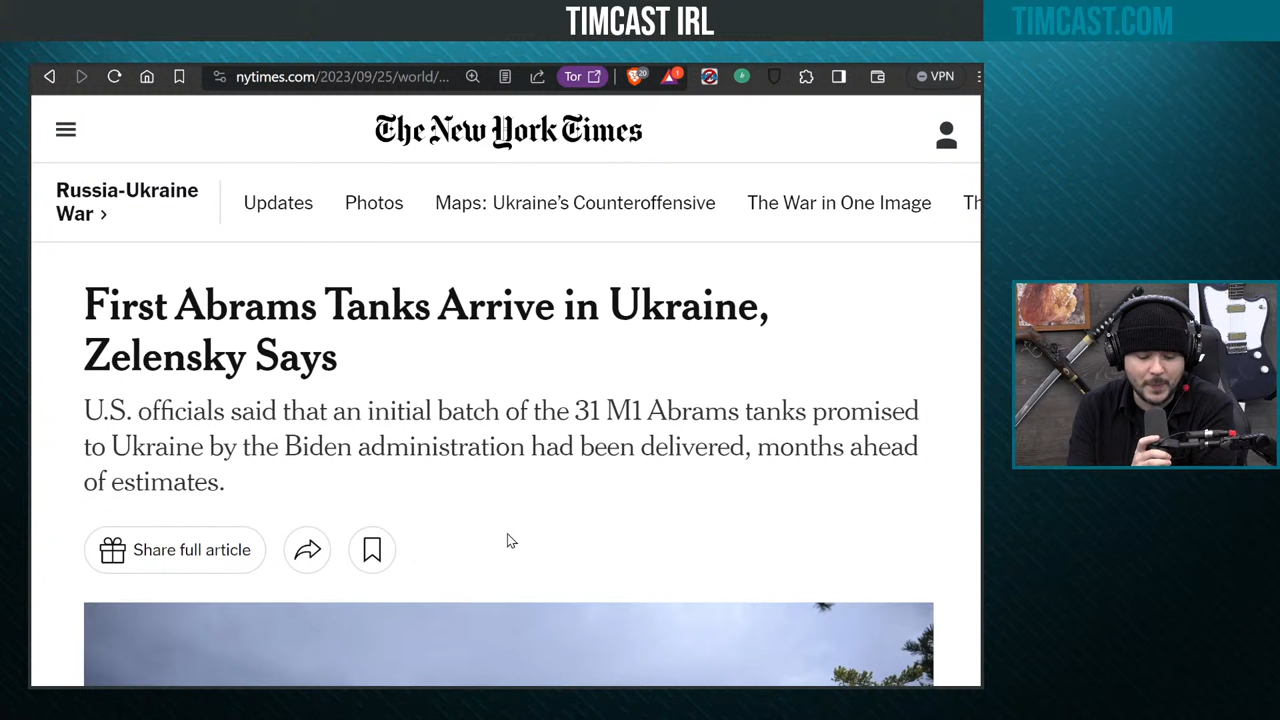 TIMCAST IRL
TIMCAST.COM
nytimes.com/2023/09/25/world/...
Tor
20
1
VPN
The New York Times
Russia-Ukraine
War ›
Updates
Photos
Maps: Ukraine's Counteroffensive
The War in One Image
Th
First Abrams Tanks Arrive in Ukraine,
Zelensky Says
U.S. officials said that an initial batch of the 31 M1 Abrams tanks promised
to Ukraine by the Biden administration had been delivered, months ahead
of estimates.
Share full article